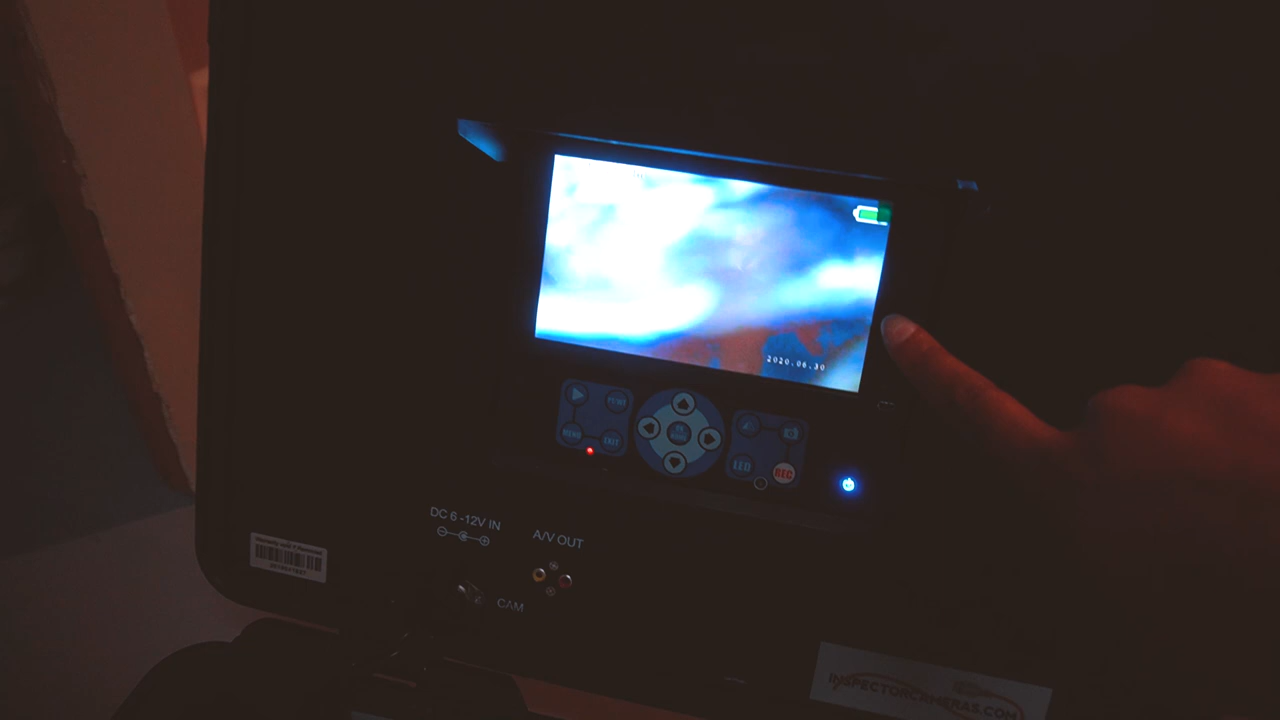 2020.06.30
MENU
EXIT
LED
REC
DC 6 -12V IN
A/V OUT
CAM
INSPECTORCAMERAS.COM